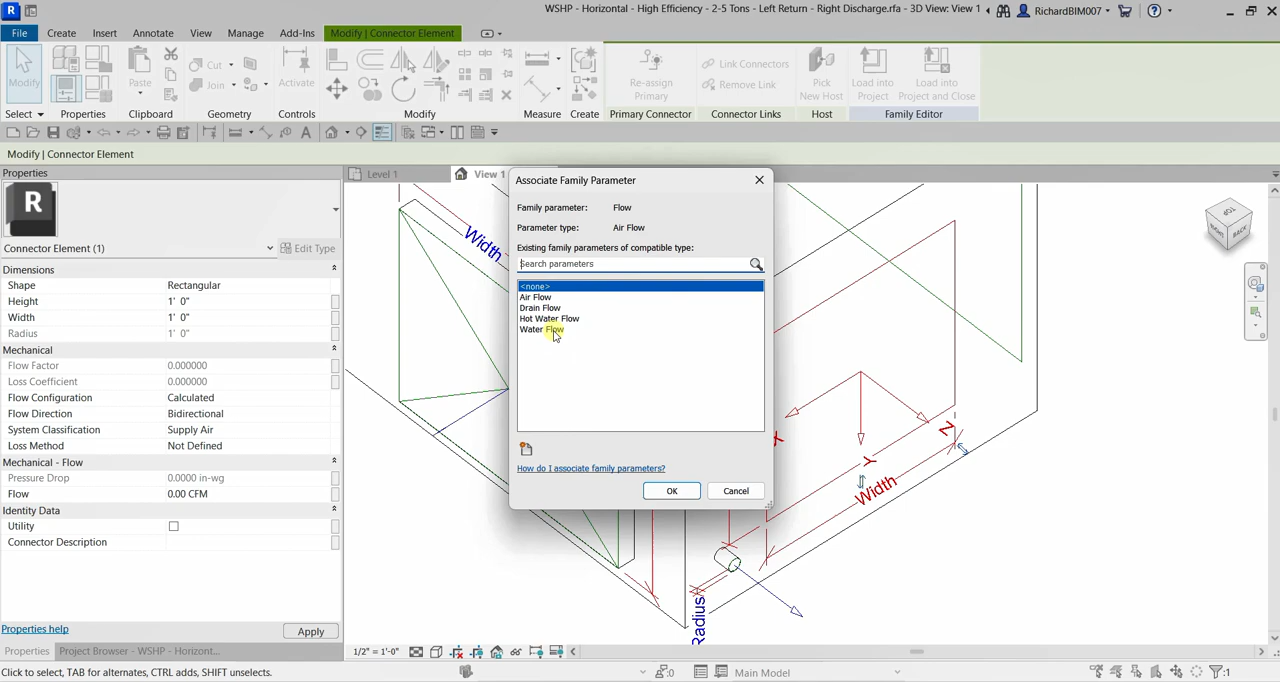 WSHP - Horizontal - High Efficiency - 2-5 Tons - Left Return - Right Discharge.rfa - 3D View: View 1
RichardBIM007
File Create Insert Annotate View Manage Add-Ins Modify | Connector Element
Modify
Paste
Cut
Join
Activate
Re-assign Primary
Link Connectors
Remove Link
Pick New Host
Load into Project
Load into Project and Close
Select Properties Clipboard Geometry Controls Modify Measure Create Primary Connector Connector Links Host Family Editor
Modify | Connector Element
Properties
R
Connector Element (1)
Edit Type
Dimensions
Shape Rectangular
Height 1' 0"
Width 1' 0"
Radius 1' 0"
Mechanical
Flow Factor 0.000000
Loss Coefficient 0.000000
Flow Configuration Calculated
Flow Direction Bidirectional
System Classification Supply Air
Loss Method Not Defined
Mechanical - Flow
Pressure Drop 0.0000 in-wg
Flow 0.00 CFM
Identity Data
Utility
Connector Description
Properties help
Apply
Properties
Project Browser - WSHP - Horizont...
Level 1
View 1
Associate Family Parameter
Family parameter: Flow
Parameter type: Air Flow
Existing family parameters of compatible type:
Search parameters
<none>
Air Flow
Drain Flow
Hot Water Flow
Water Flow
How do I associate family parameters?
OK
Cancel
Width
X
Y
Z
Width
Radius
TOP
RIGHT
BACK
1/2" = 1'-0"
Click to select, TAB for alternates, CTRL adds, SHIFT unselects.
:0
Main Model
:1